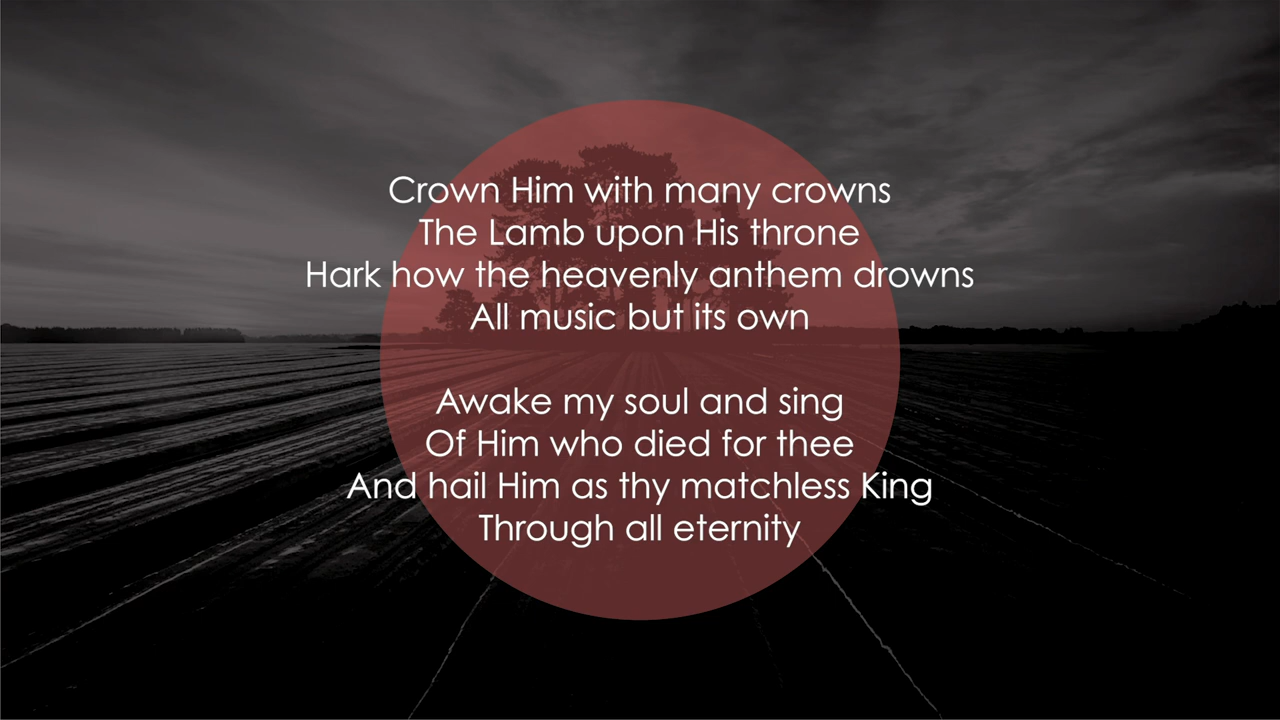 Crown Him with many crowns
The Lamb upon His throne
Hark how the heavenly anthem drowns
All music but its own
Awake my soul and sing
Of Him who died for thee
And hail Him as thy matchless King
Through all eternity